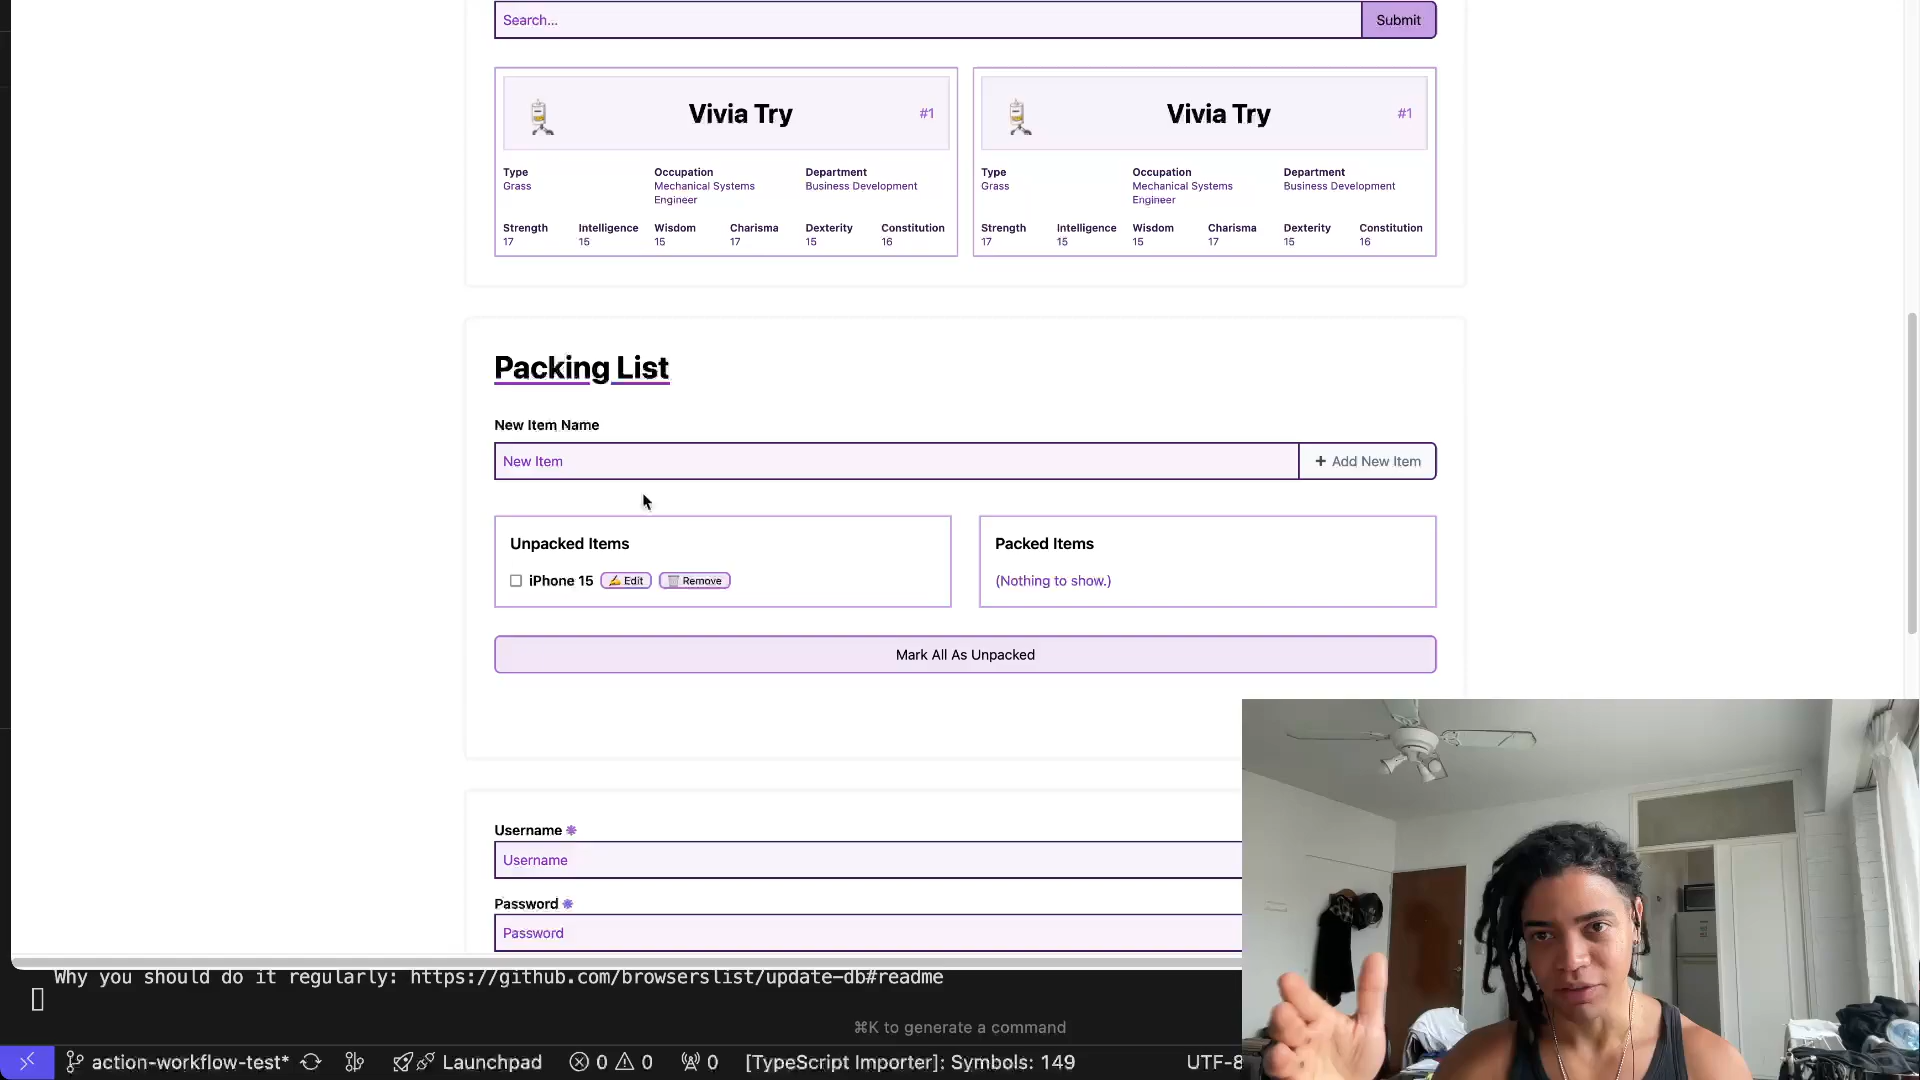 Search...
Submit
Vivia Try
#1
Vivia Try
#1
Type
Occupation
Department
Grass
Mechanical Systems
Engineer
Business Development
Type
Occupation
Department
Grass
Mechanical Systems
Engineer
Business Development
Strength Intelligence Wisdom Charisma Dexterity Constitution
17 15 15 17 15 16
Strength Intelligence Wisdom Charisma Dexterity Constitution
17 15 15 17 15 16
Packing List
New Item Name
New Item
+ Add New Item
Unpacked Items
iPhone 15 ✍️ Edit 🗑️ Remove
Packed Items
(Nothing to show.)
Mark All As Unpacked
Username
Username
Password
Password
Why you should do it regularly: https://github.com/browserslist/update-db#readme
⌘K to generate a command
action-workflow-test* Launchpad 0 0 0 [TypeScript Importer]: Symbols: 149 UTF-8